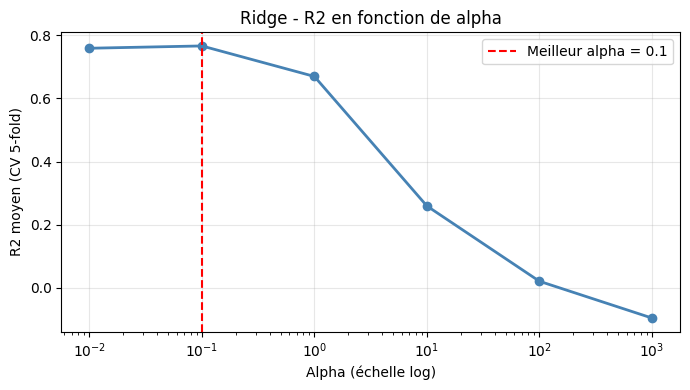 Ridge - R2 en fonction de alpha
Meilleur alpha = 0.1
R2 moyen (CV 5-fold)
0.8
0.6
0.4
0.2
0.0
10⁻² 10⁻¹ 10⁰ 10¹ 10² 10³
Alpha (échelle log)